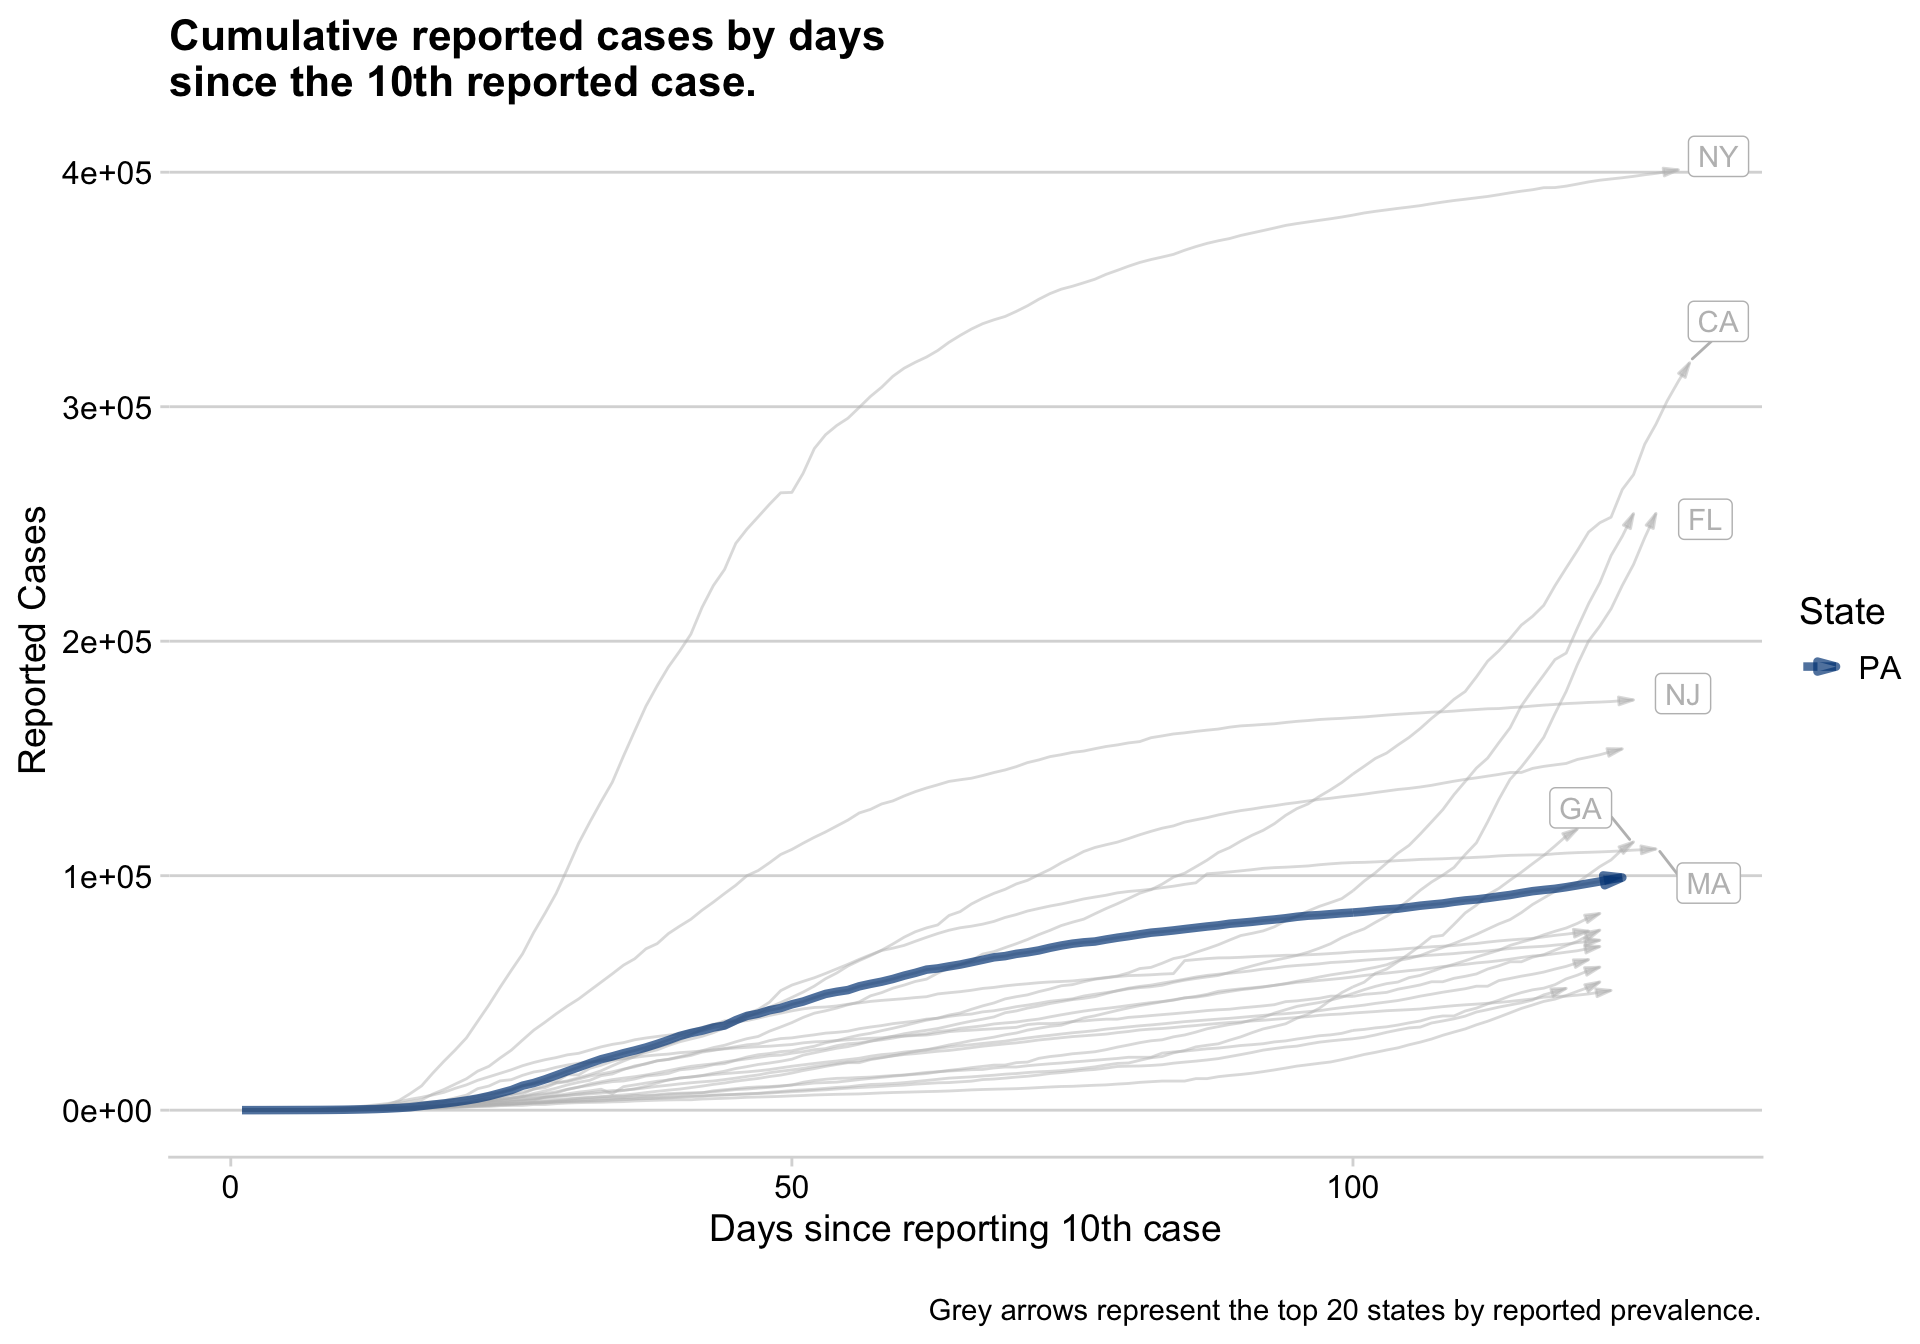 Cumulative reported cases by days
since the 10th reported case.
4e+05
3e+05
2e+05
1e+05
0e+00
Reported Cases
NY
CA
FL
NJ
GA
MA
State
PA
0
50
100
Days since reporting 10th case
Grey arrows represent the top 20 states by reported prevalence.